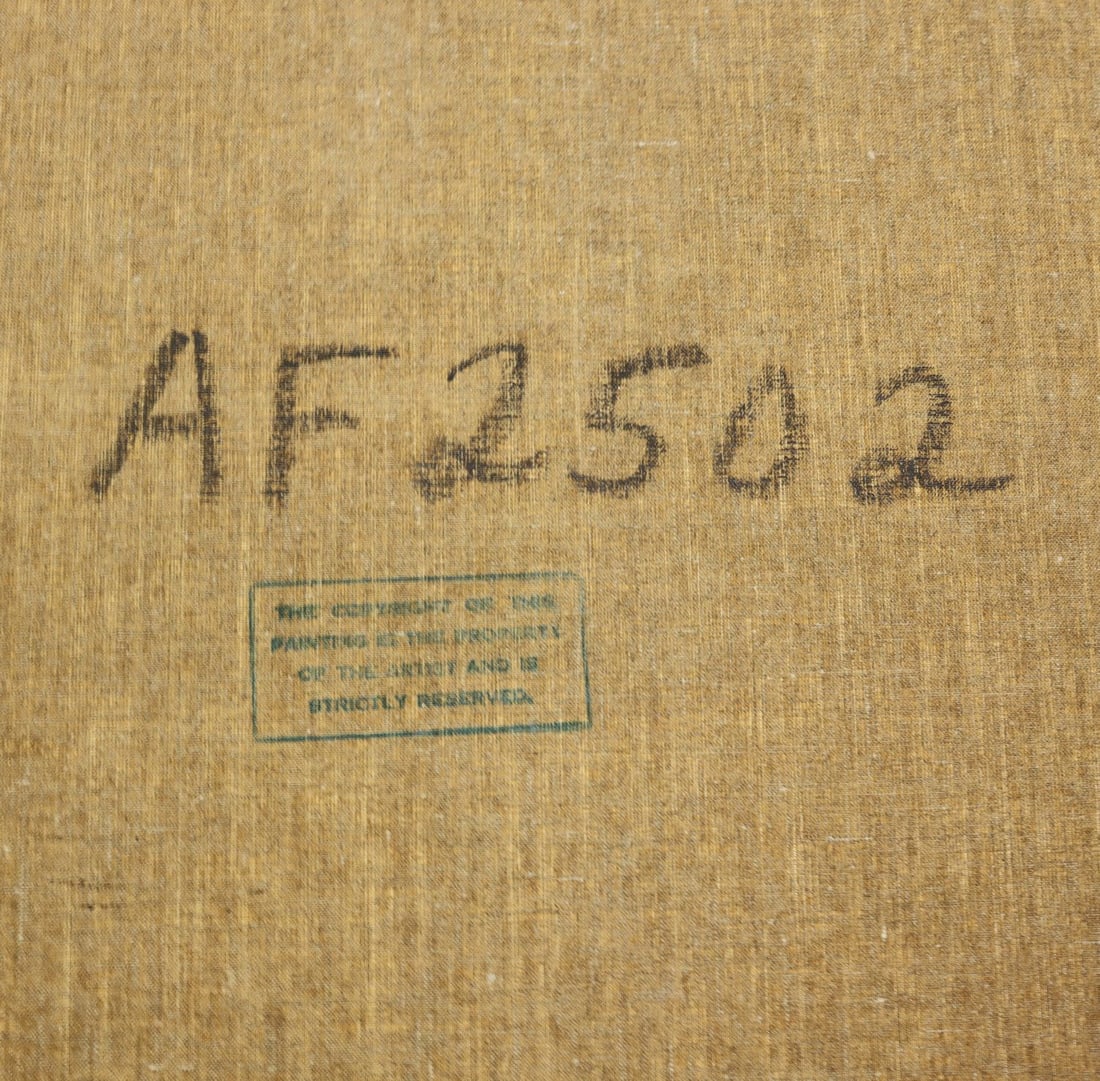 AF2502
THE COPYRIGHT OF THIS
PAINTING IS THE PROPERTY
OF THE ARTIST AND IS
STRICTLY RESERVED.